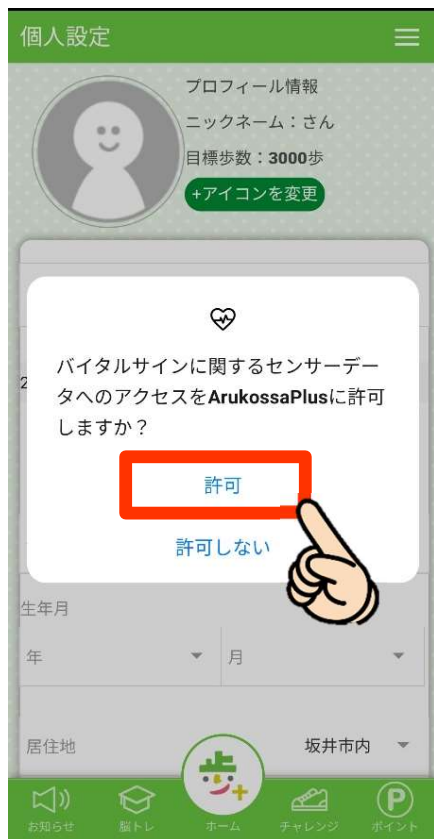 個人設定
プロフィール情報
ニックネーム：さん
目標歩数：3000歩
+アイコンを変更
2
バイタルサインに関するセンサーデー
タへのアクセスをArukossaPlusに許可
しますか？
許可
許可しない
生年月
年 月
居住地 坂井市内
歩
お知らせ 脳トレ ホーム チャレンジ P ポイント